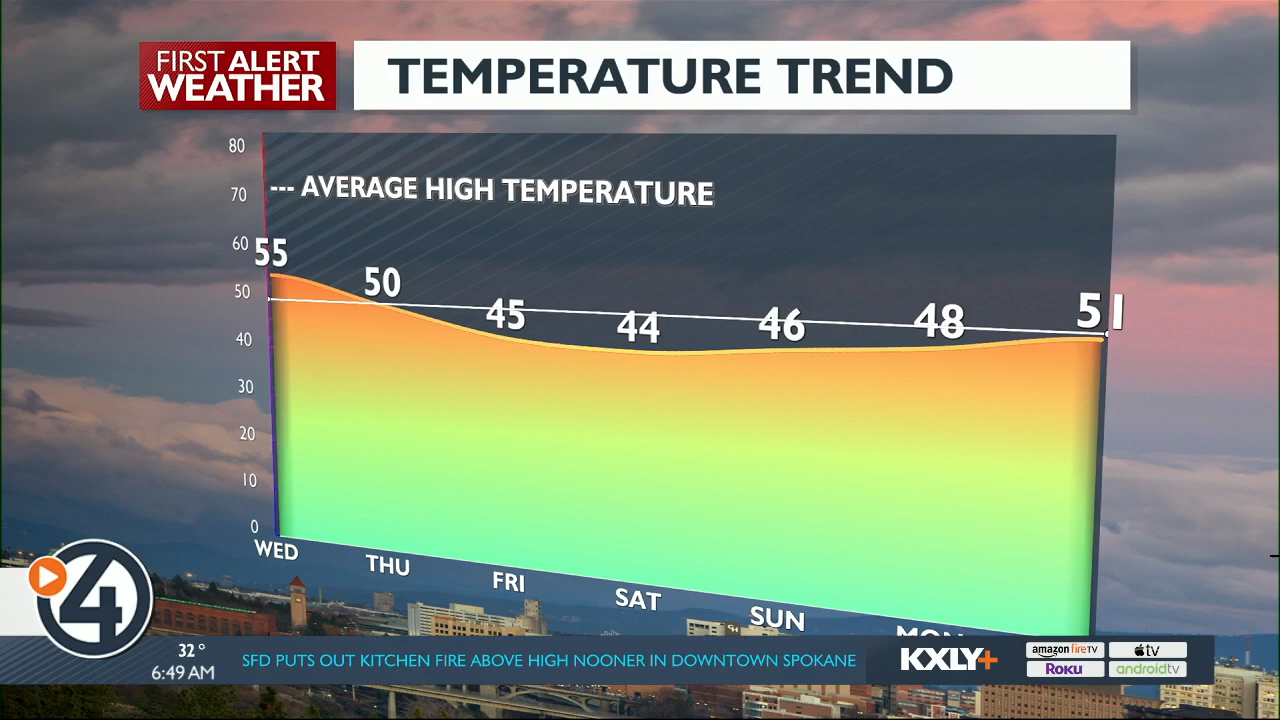 FIRST ALERT
WEATHER
TEMPERATURE TREND
80
70
--- AVERAGE HIGH TEMPERATURE
60
55
50
50
45
44
46
48
51
40
30
20
10
0
WED
THU
FRI
SAT
SUN
MON
4
32°
6:49 AM
SFD PUTS OUT KITCHEN FIRE ABOVE HIGH NOONER IN DOWNTOWN SPOKANE
KXLY+
amazon fireTV
tv
ROKU
androidtv